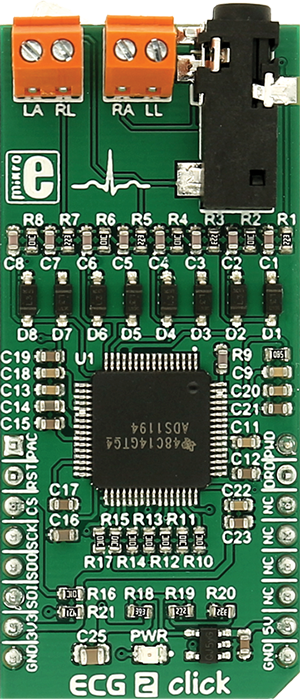 LA RL RA LL
mikro
e
R8 R7 R6 R5 R4 R3 R2 R1
C8 C7 C6 C5 C4 C3 C2 C1
D8 D7 D6 D5 D4 D3 D2 D1
C19 U1 R9
C18 C9
C13 C20
C14 C21
C15
48C14GTG4
ADS1194
C11
C12
PAC
RST
CS
SCK
SDO
SDI
3V3
GND
PWD
DRD
NC
NC
NC
NC
5V
GND
C17 C22
C16 C23
R15 R13 R11
R17 R14 R12 R10
R16
R21 R18 R19 R20
C25 PWR
ECG 2 click